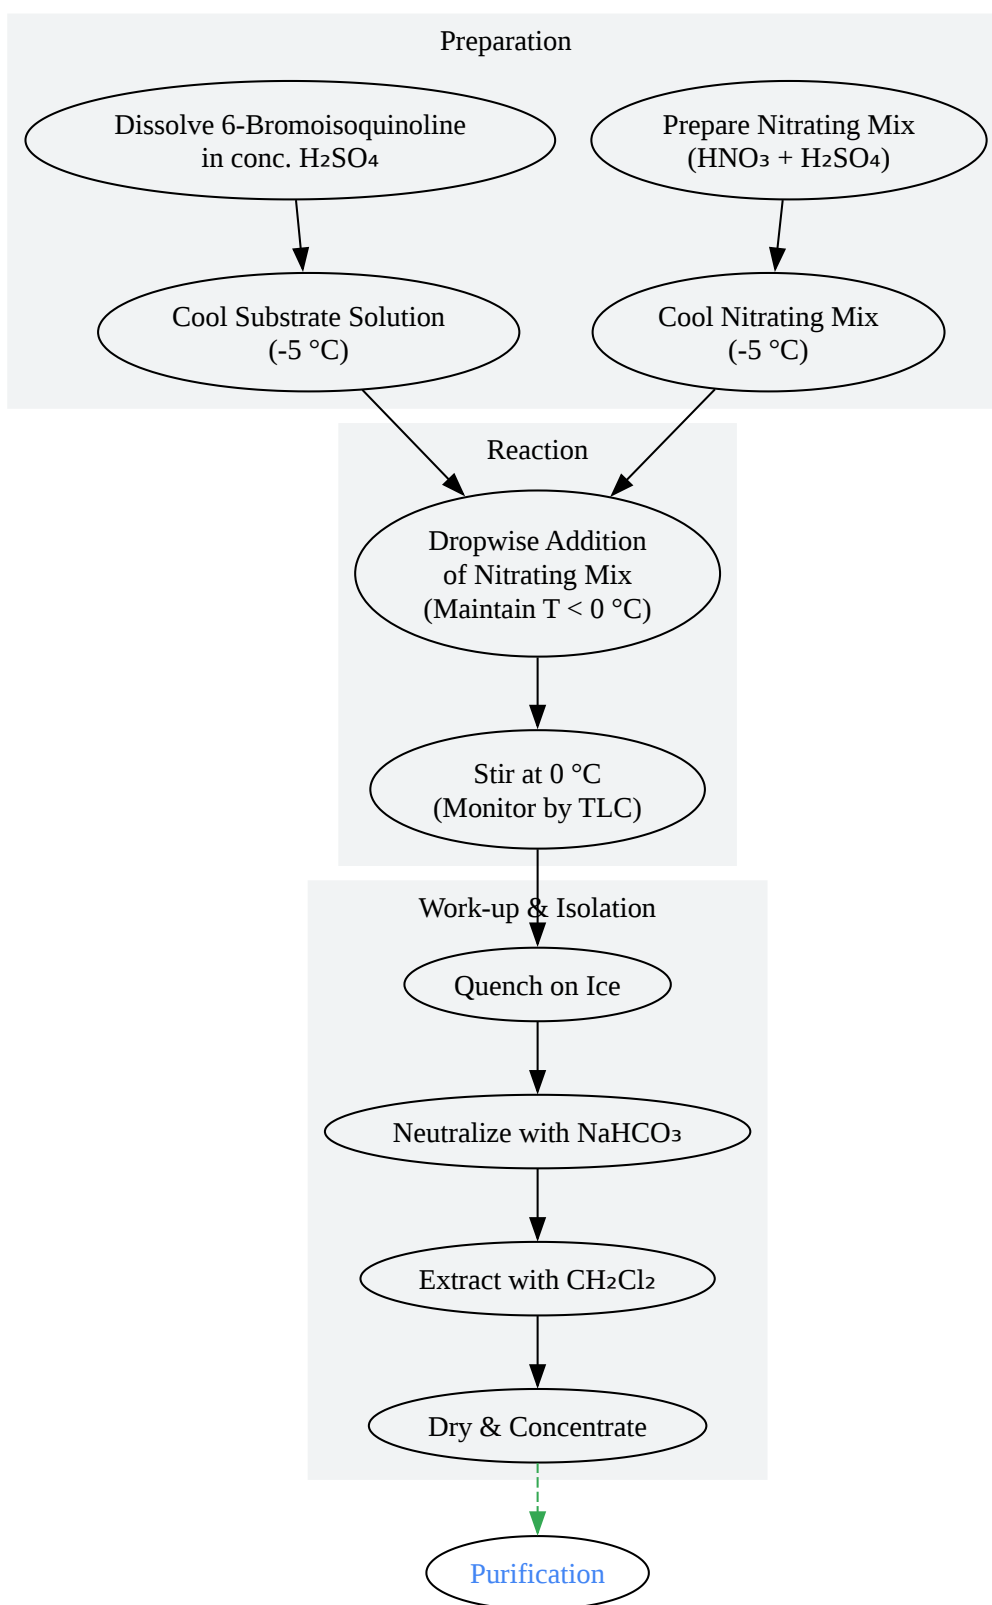 Preparation
Dissolve 6-Bromoisoquinoline
in conc. H₂SO₄
Prepare Nitrating Mix
(HNO₃ + H₂SO₄)
Cool Substrate Solution
(-5 °C)
Cool Nitrating Mix
(-5 °C)
Reaction
Dropwise Addition
of Nitrating Mix
(Maintain T < 0 °C)
Stir at 0 °C
(Monitor by TLC)
Work-up & Isolation
Quench on Ice
Neutralize with NaHCO₃
Extract with CH₂Cl₂
Dry & Concentrate
Purification